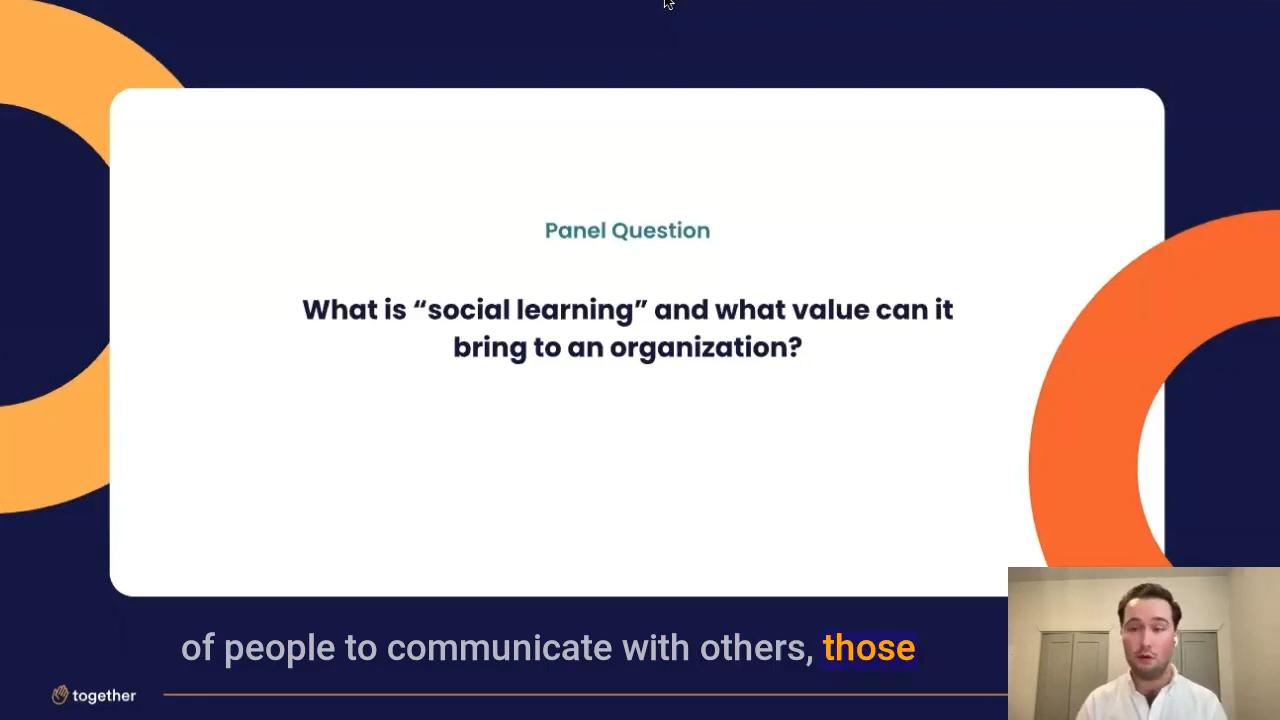 Panel Question
What is “social learning” and what value can it
bring to an organization?
of people to communicate with others, those
together